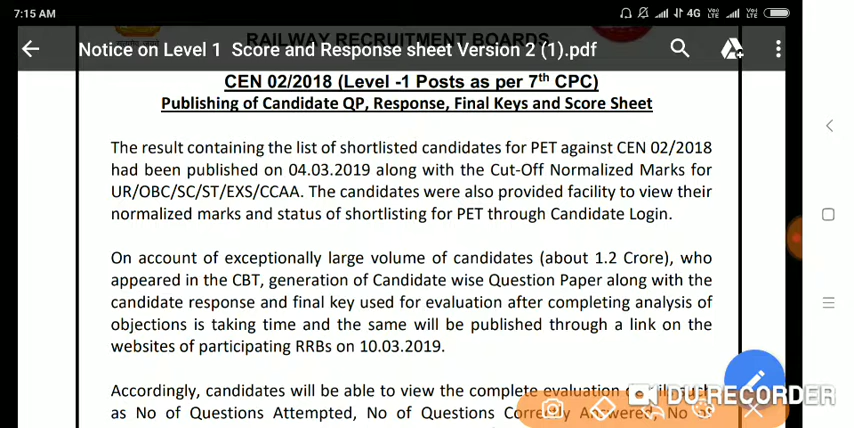 7:15 AM
4G VoLTE VoLTE
RAILWAY RECRUITMENT BOARDS
Notice on Level 1 Score and Response sheet Version 2 (1).pdf
CEN 02/2018 (Level -1 Posts as per 7th CPC)
Publishing of Candidate QP, Response, Final Keys and Score Sheet
The result containing the list of shortlisted candidates for PET against CEN 02/2018
had been published on 04.03.2019 along with the Cut-Off Normalized Marks for
UR/OBC/SC/ST/EXS/CCAA. The candidates were also provided facility to view their
normalized marks and status of shortlisting for PET through Candidate Login.
On account of exceptionally large volume of candidates (about 1.2 Crore), who
appeared in the CBT, generation of Candidate wise Question Paper along with the
candidate response and final key used for evaluation after completing analysis of
objections is taking time and the same will be published through a link on the
websites of participating RRBs on 10.03.2019.
Accordingly, candidates will be able to view the complete evaluation
DU RECORDER
as No of Questions Attempted, No of Questions Correctly Answered, No of